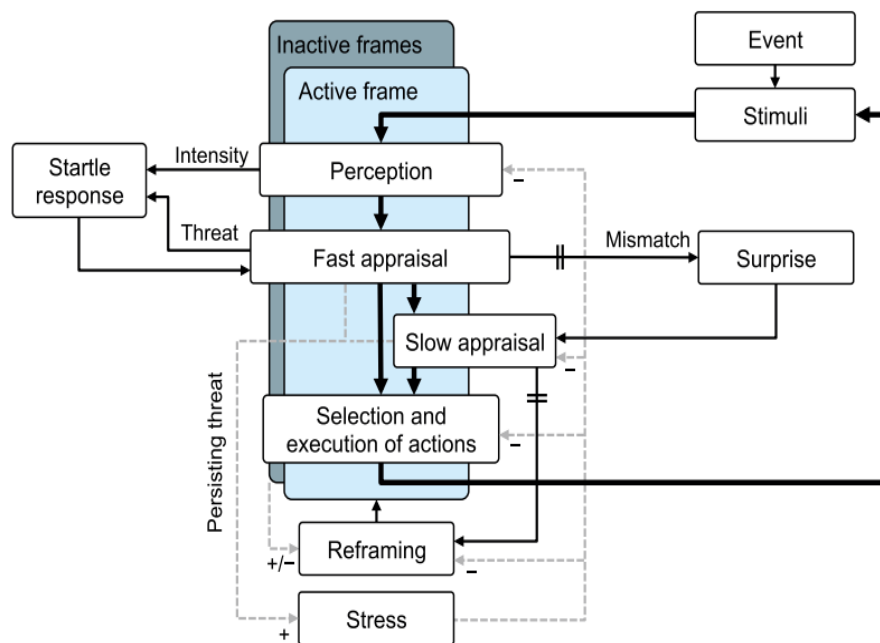 Inactive frames
Event
Active frame
Stimuli
Intensity
Startle
response
Perception
–
Threat
Mismatch
Fast appraisal
Surprise
Slow appraisal
–
Persisting threat
Selection and
execution of actions
–
Reframing
+/–
–
Stress
+